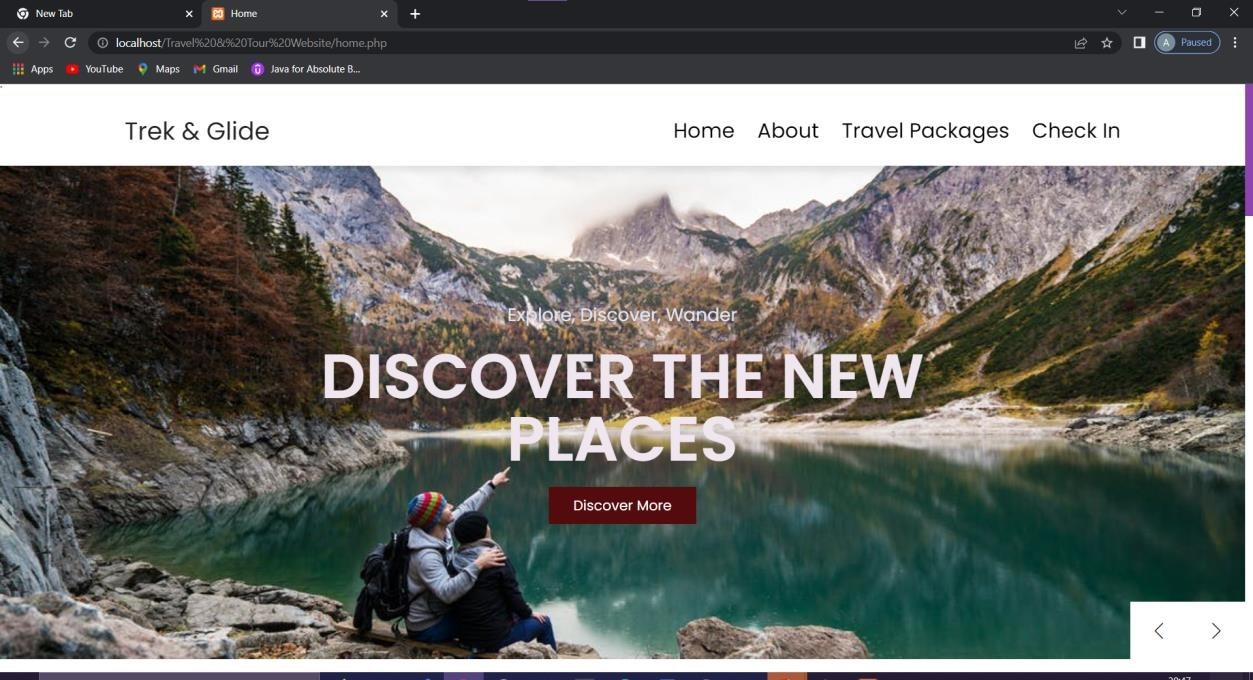 New Tab
Home
localhost/Travel%20&%20Tour%20Website/home.php
A Paused
Apps YouTube Maps Gmail Java for Absolute B...
Trek & Glide
Home About Travel Packages Check In
Explore, Discover, Wander
DISCOVER THE NEW
PLACES
Discover More